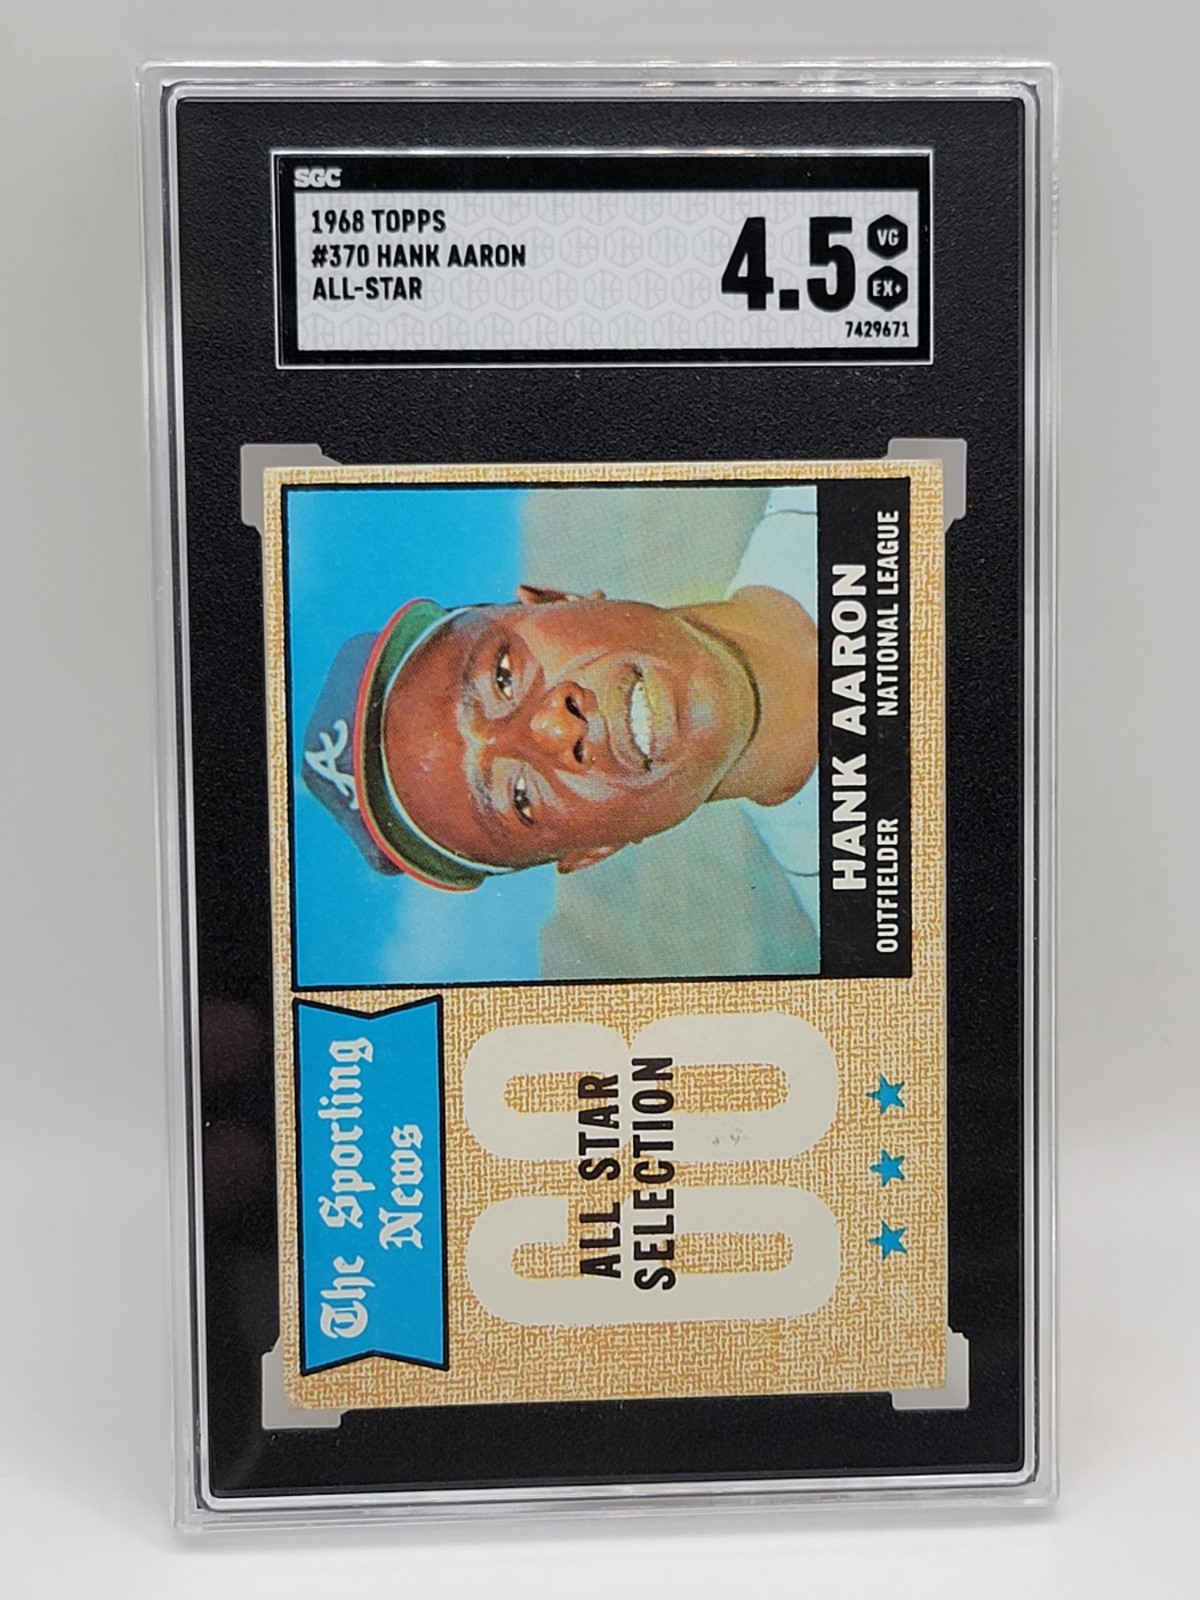 SGC
1968 TOPPS
#370 HANK AARON
ALL-STAR
4.5
VG
EX+
7429671
The Sporting
News
68
ALL STAR
SELECTION
A
HANK AARON
OUTFIELDER NATIONAL LEAGUE